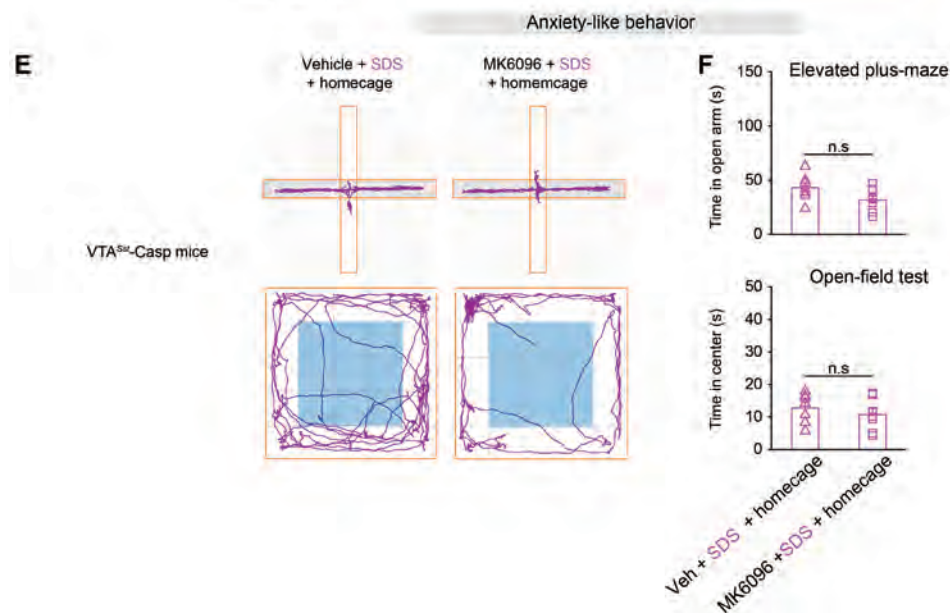 Anxiety-like behavior
E
Vehicle + SDS
+ homecage
MK6096 + SDS
+ homemcage
VTASst-Casp mice
F
Elevated plus-maze
Time in open arm (s)
150
100
50
0
n.s
Open-field test
Time in center (s)
50
40
30
20
10
0
n.s
Veh + SDS + homecage
MK6096 +SDS + homecage